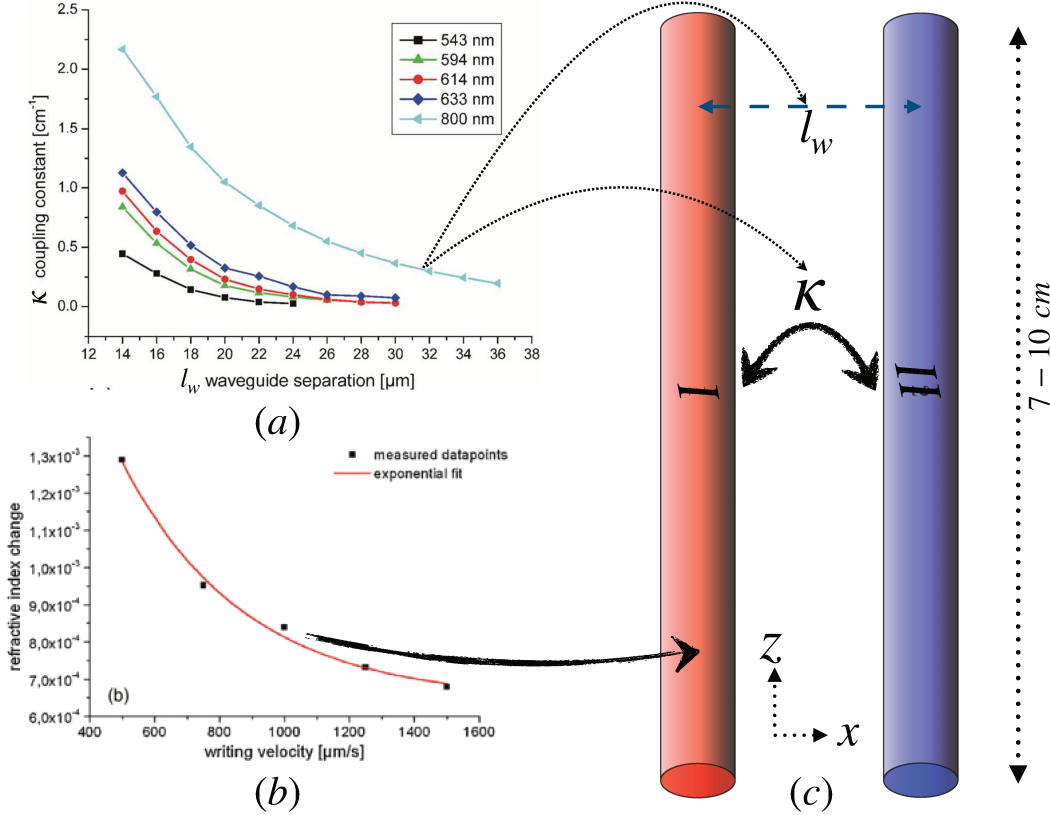 2.5
2.0
1.5
1.0
0.5
0.0
κ coupling constant [cm⁻¹]
543 nm
594 nm
614 nm
633 nm
800 nm
12 14 16 18 20 22 24 26 28 30 32 34 36 38
l_w waveguide separation [µm]
(a)
1,3x10⁻³
1,2x10⁻³
1,1x10⁻³
1,0x10⁻³
9,0x10⁻⁴
8,0x10⁻⁴
7,0x10⁻⁴
6,0x10⁻⁴
refractive index change
measured datapoints
exponential fit
(b)
400 600 800 1000 1200 1400 1600
writing velocity [µm/s]
(b)
l_w
κ
I
II
7 – 10 cm
z
x
(c)